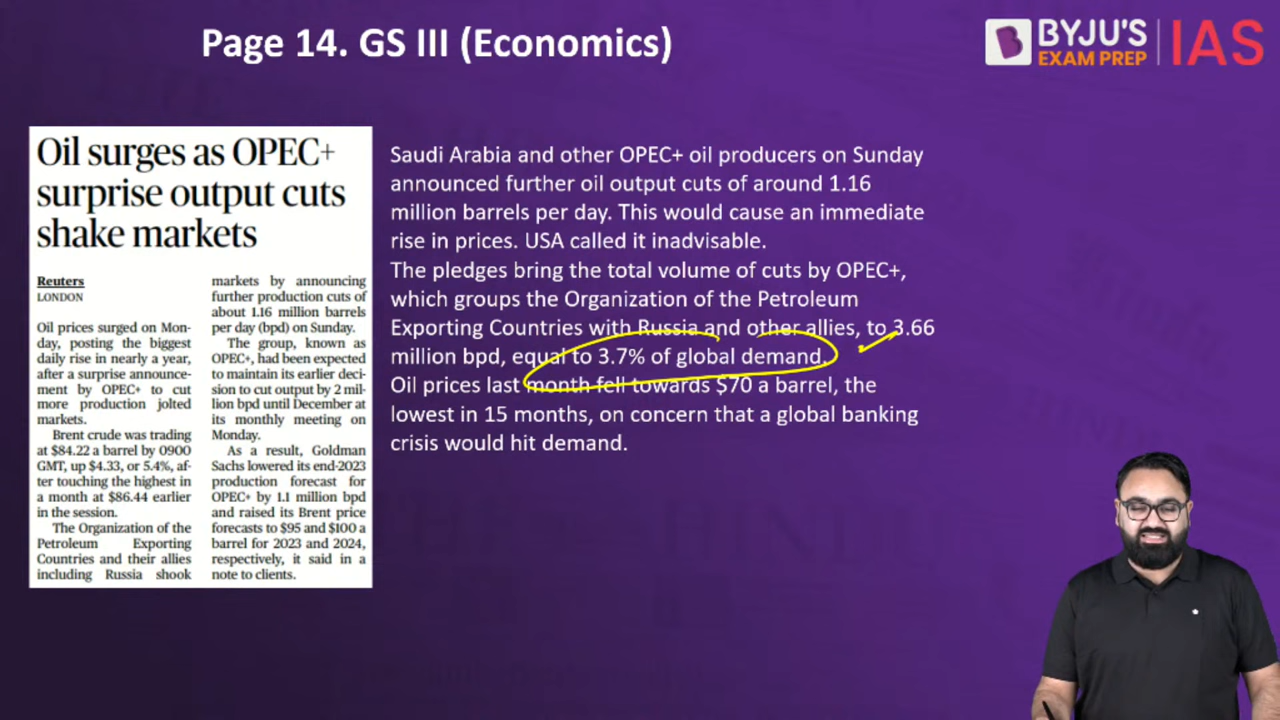 Page 14. GS III (Economics)
BYJU'S
EXAM PREP
IAS
Oil surges as OPEC+
surprise output cuts
shake markets
Reuters
LONDON
Oil prices surged on Mon-
day, posting the biggest
daily rise in nearly a year,
after a surprise announce-
ment by OPEC+ to cut
more production jolted
markets.
Brent crude was trading
at $84.22 a barrel by 0900
GMT, up $4.33, or 5.4%, af-
ter touching the highest in
a month at $86.44 earlier
in the session.
The Organization of the
Petroleum Exporting
Countries and their allies
including Russia shook
markets by announcing
further production cuts of
about 1.16 million barrels
per day (bpd) on Sunday.
The group, known as
OPEC+, had been expected
to maintain its earlier deci-
sion to cut output by 2 mil-
lion bpd until December at
its monthly meeting on
Monday.
As a result, Goldman
Sachs lowered its end-2023
production forecast for
OPEC+ by 1.1 million bpd
and raised its Brent price
forecasts to $95 and $100 a
barrel for 2023 and 2024,
respectively, it said in a
note to clients.
Saudi Arabia and other OPEC+ oil producers on Sunday
announced further oil output cuts of around 1.16
million barrels per day. This would cause an immediate
rise in prices. USA called it inadvisable.
The pledges bring the total volume of cuts by OPEC+,
which groups the Organization of the Petroleum
Exporting Countries with Russia and other allies, to 3.66
million bpd, equal to 3.7% of global demand.
Oil prices last month fell towards $70 a barrel, the
lowest in 15 months, on concern that a global banking
crisis would hit demand.